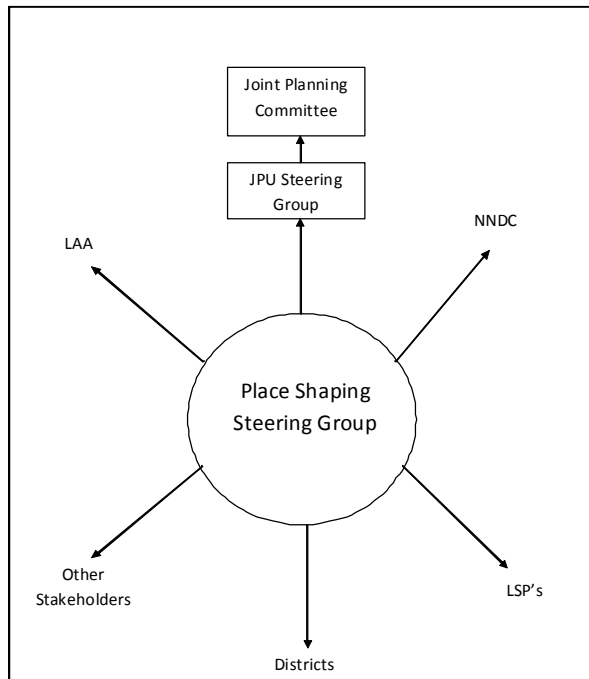 Joint Planning
Committee
JPU Steering
Group
NNDC
LAA
Place Shaping
Steering Group
Other
Stakeholders
LSP’s
Districts